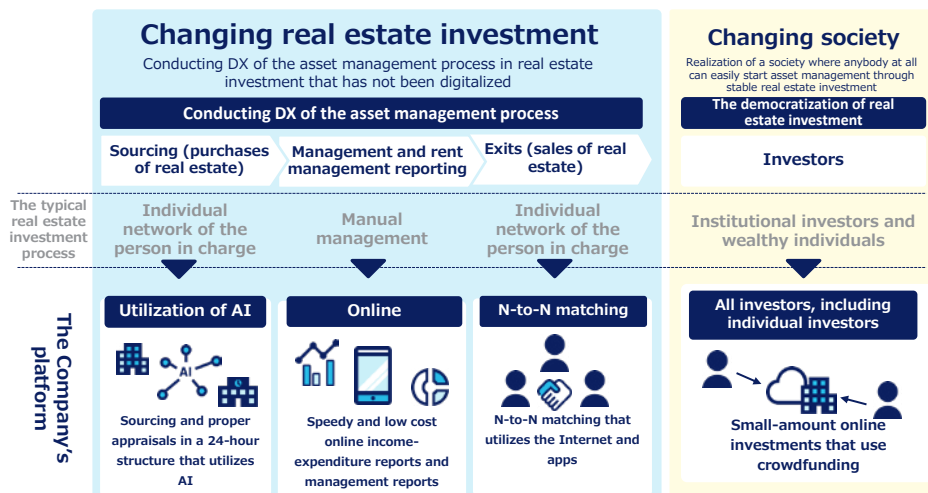 Changing real estate investment
Conducting DX of the asset management process in real estate
investment that has not been digitalized
Conducting DX of the asset management process
Sourcing (purchases
of real estate)
Management and rent
management reporting
Exits (sales of real
estate)
Changing society
Realization of a society where anybody at all
can easily start asset management through
stable real estate investment
The democratization of real
estate investment
Investors
The typical
real estate
investment
process
Individual
network of the
person in charge
Manual
management
Individual
network of the
person in charge
Institutional investors and
wealthy individuals
The Company's
platform
Utilization of AI
AI
Sourcing and proper
appraisals in a 24-hour
structure that utilizes
AI
Online
Speedy and low cost
online income-
expenditure reports and
management reports
N-to-N matching
N-to-N matching that
utilizes the Internet and
apps
All investors, including
individual investors
Small-amount online
investments that use
crowdfunding